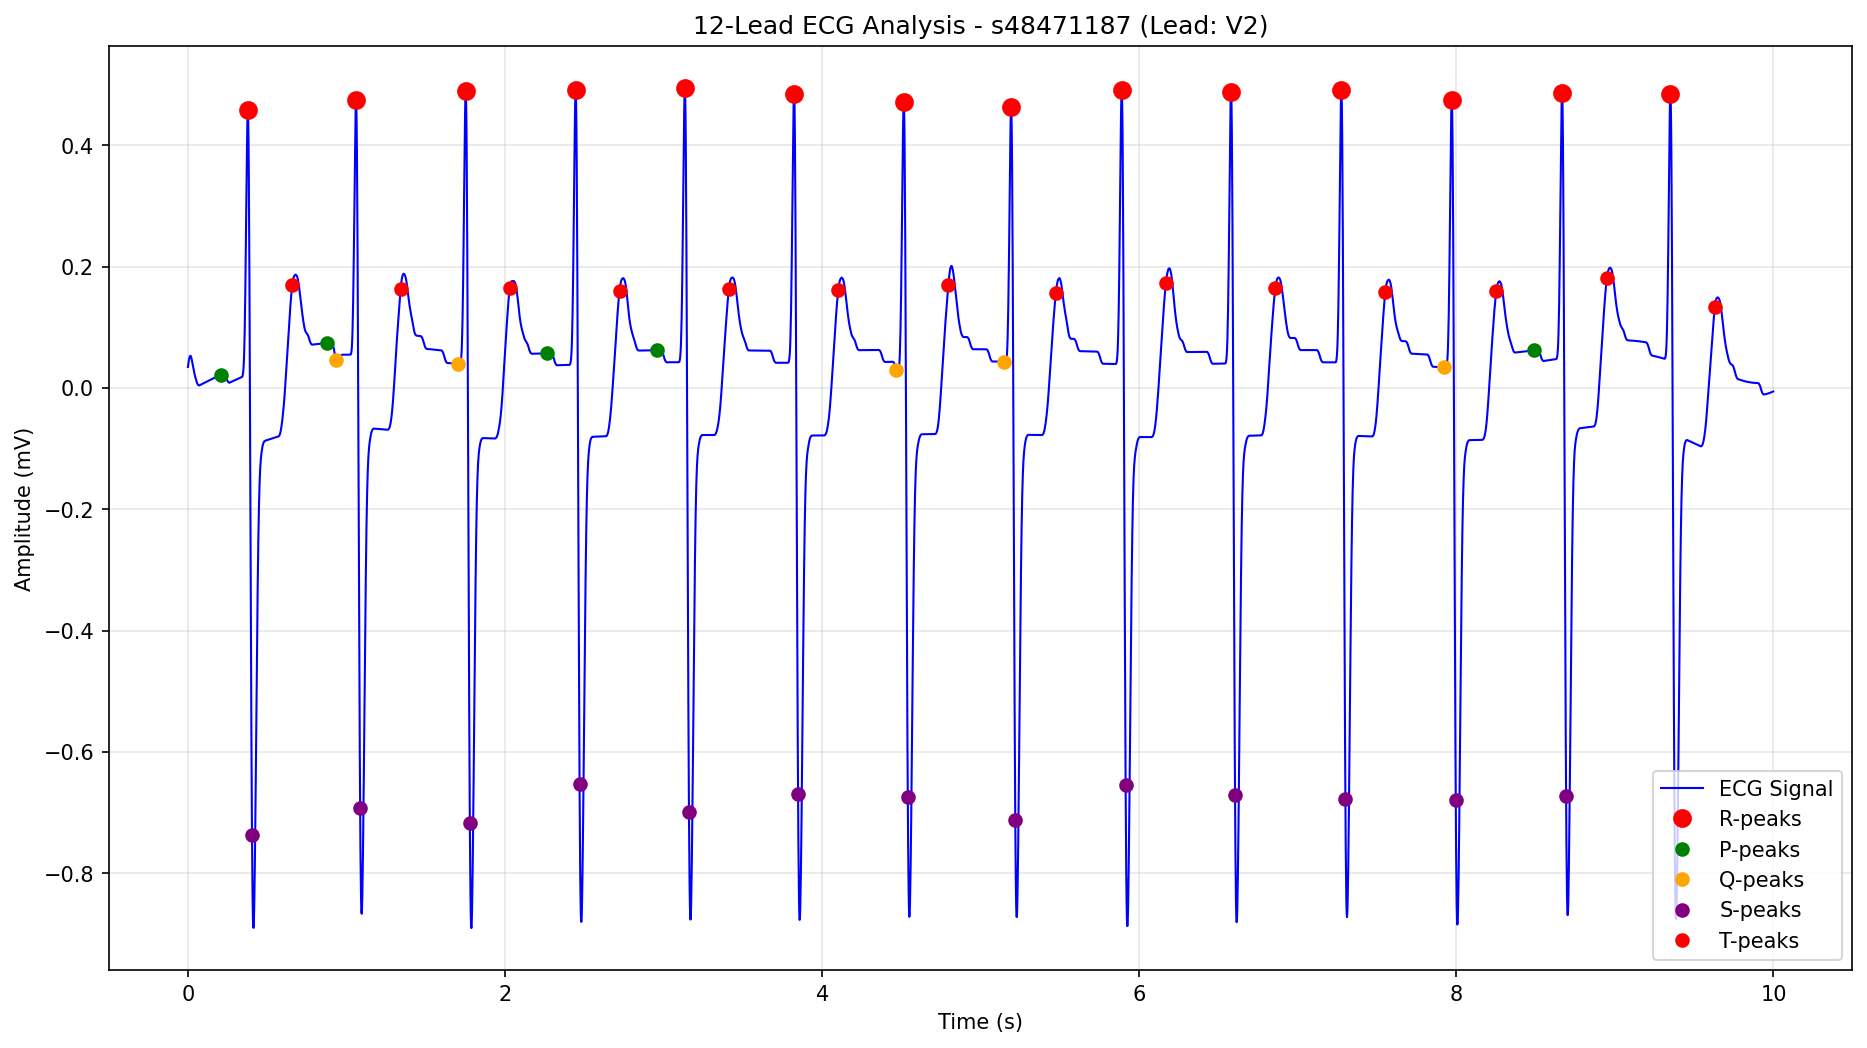 12-Lead ECG Analysis - s48471187 (Lead: V2)
Amplitude (mV)
0.4
0.2
0.0
−0.2
−0.4
−0.6
−0.8
0 2 4 6 8 10
Time (s)
ECG Signal
R-peaks
P-peaks
Q-peaks
S-peaks
T-peaks